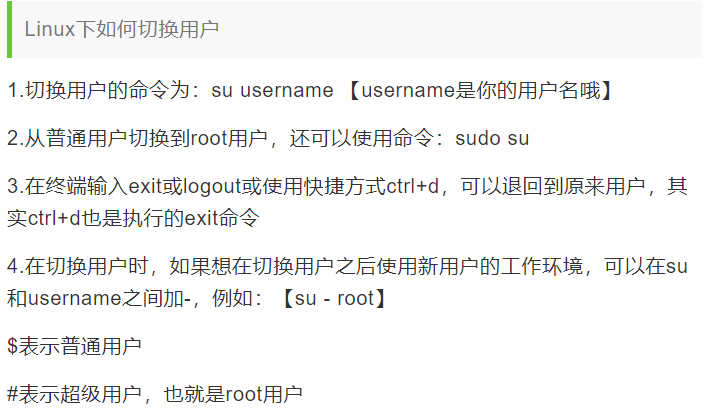 Linux下如何切换用户
1.切换用户的命令为：su username 【username是你的用户名哦】
2.从普通用户切换到root用户，还可以使用命令：sudo su
3.在终端输入exit或logout或使用快捷方式ctrl+d，可以退回到原来用户，其
实ctrl+d也是执行的exit命令
4.在切换用户时，如果想在切换用户之后使用新用户的工作环境，可以在su
和username之间加-，例如：【su - root】
$表示普通用户
#表示超级用户，也就是root用户